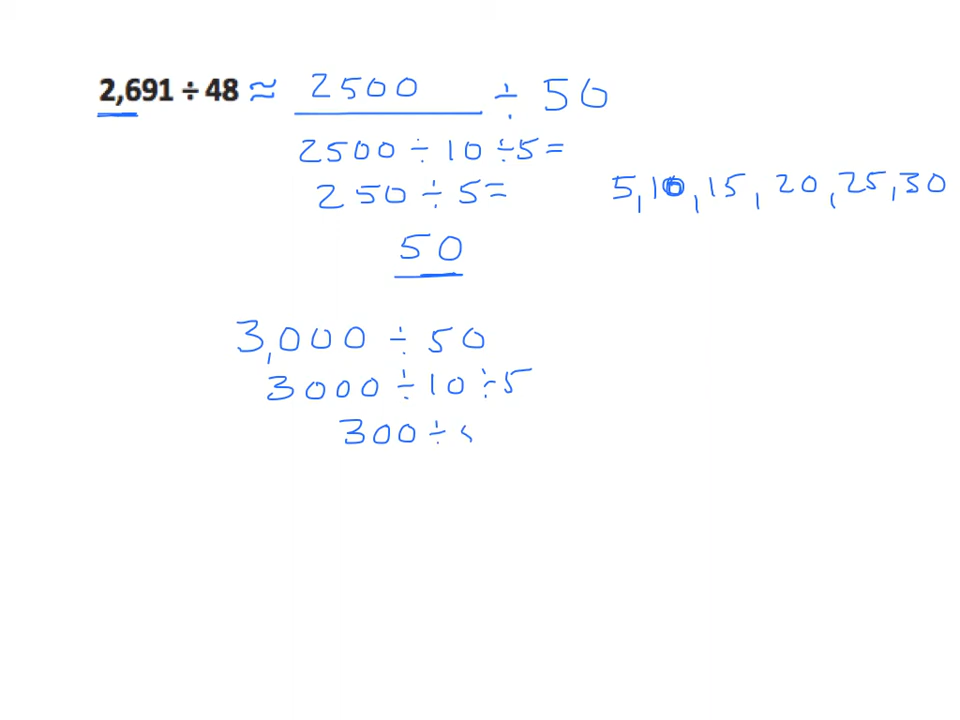 2,691 ÷ 48 ≈ 2500 ÷ 50
2500 ÷ 10 ÷ 5 =
250 ÷ 5 =
5, 10, 15, 20, 25, 30
50
3,000 ÷ 50
3000 ÷ 10 ÷ 5
300 ÷